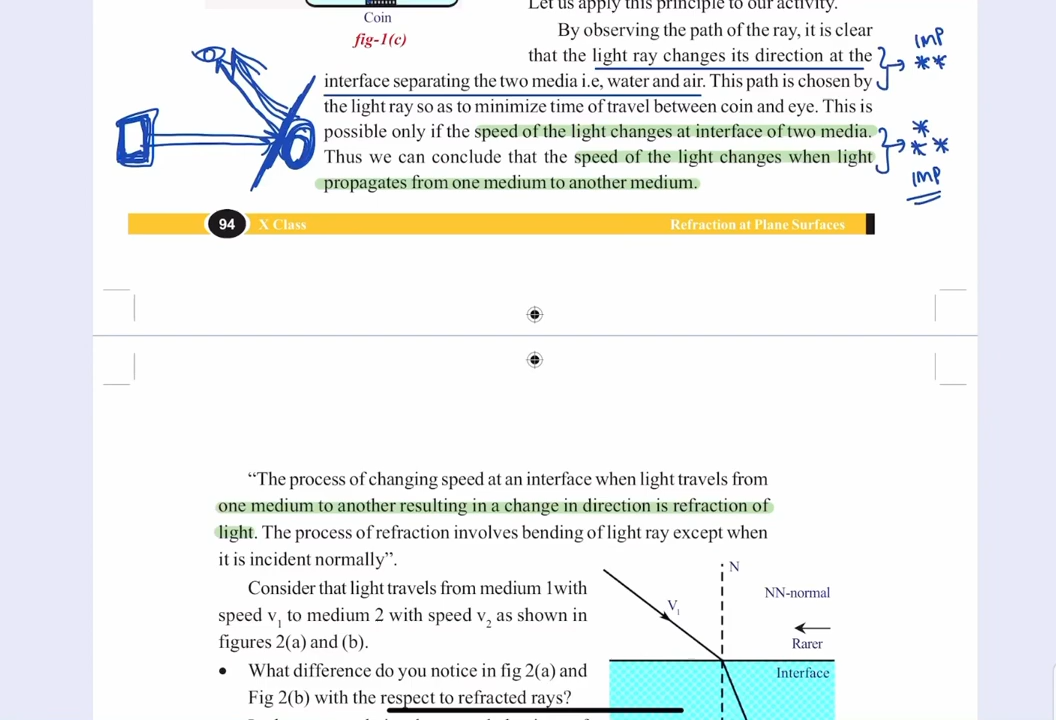 Let us apply this principle to our activity.
Coin
fig-1(c)
By observing the path of the ray, it is clear
that the light ray changes its direction at the
interface separating the two media i.e, water and air. This path is chosen by
the light ray so as to minimize time of travel between coin and eye. This is
possible only if the speed of the light changes at interface of two media.
Thus we can conclude that the speed of the light changes when light
propagates from one medium to another medium.
IMP
**
*
* *
IMP
94 X Class
Refraction at Plane Surfaces
“The process of changing speed at an interface when light travels from
one medium to another resulting in a change in direction is refraction of
light. The process of refraction involves bending of light ray except when
it is incident normally”.
Consider that light travels from medium 1with
speed v1 to medium 2 with speed v2 as shown in
figures 2(a) and (b).
• What difference do you notice in fig 2(a) and
Fig 2(b) with the respect to refracted rays?
N
NN-normal
V1
Rarer
Interface